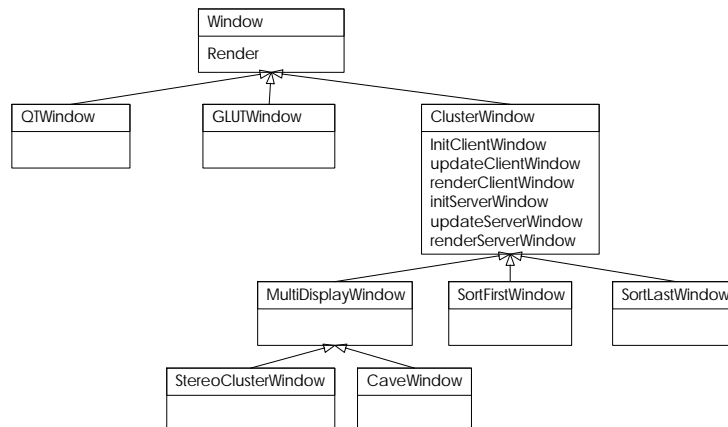 Window
Render
QTWindow
GLUTWindow
ClusterWindow
InitClientWindow
updateClientWindow
renderClientWindow
initServerWindow
updateServerWindow
renderServerWindow
MultiDisplayWindow
SortFirstWindow
SortLastWindow
StereoClusterWindow
CaveWindow